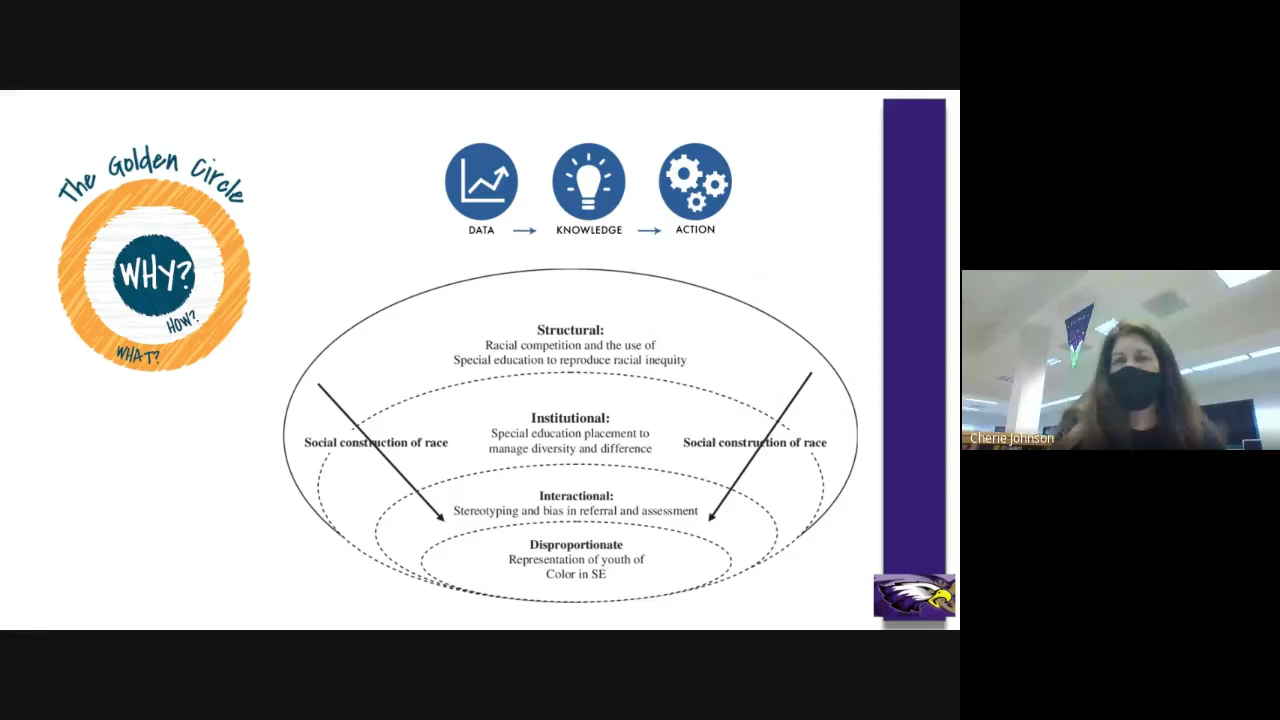 The Golden Circle
WHY?
HOW?
WHAT?
DATA
KNOWLEDGE
ACTION
Structural:
Racial competition and the use of
Special education to reproduce racial inequity
Institutional:
Special education placement to
manage diversity and difference
Social construction of race
Social construction of race
Interactional:
Stereotyping and bias in referral and assessment
Disproportionate
Representation of youth of
Color in SE
Cherie Johnson